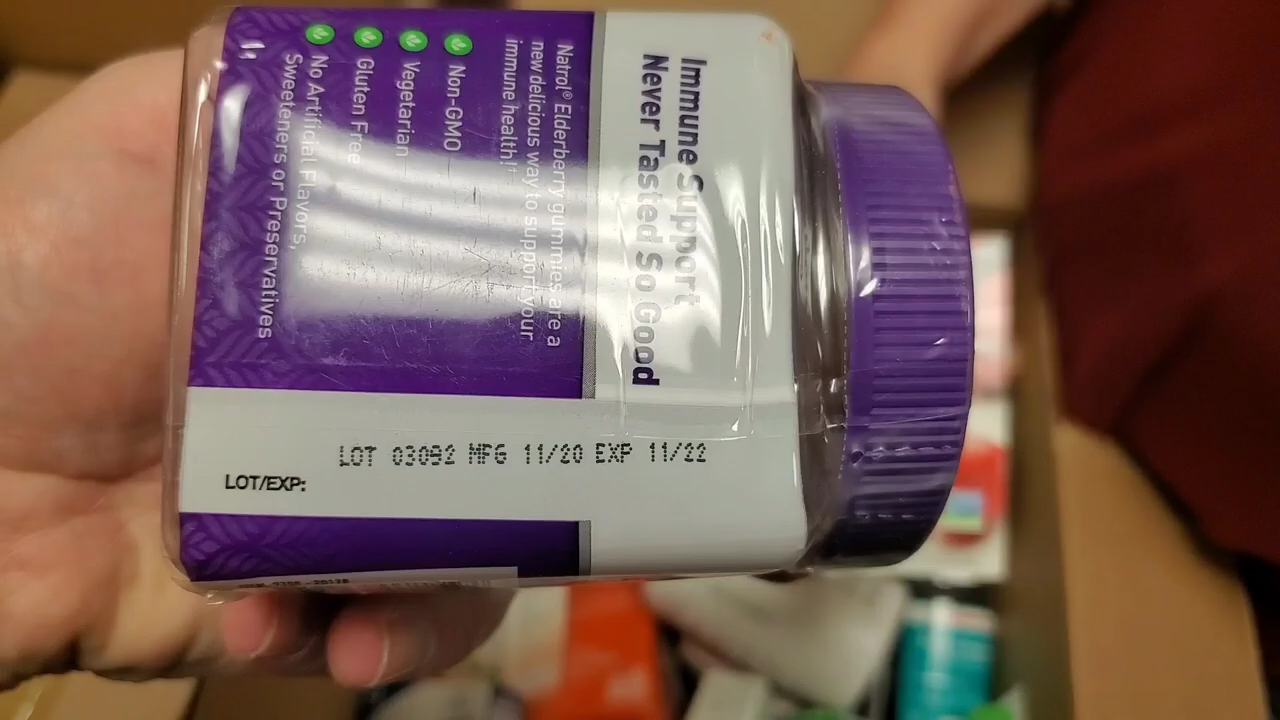 Immune Support
Never Tasted So Good
Natrol® Elderberry gummies are a
new delicious way to support your
immune health!†
Non-GMO
Vegetarian
Gluten Free
No Artificial Flavors,
Sweeteners or Preservatives
LOT 03082 MFG 11/20 EXP 11/22
LOT/EXP: